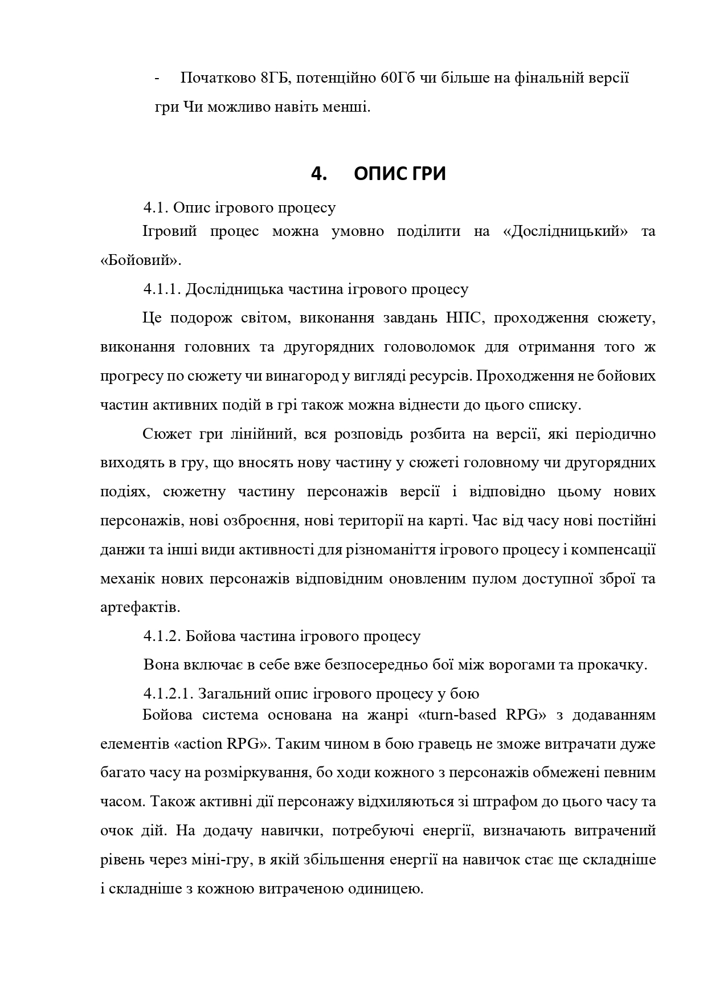 - Початково 8ГБ, потенційно 60Гб чи більше на фінальній версії
гри Чи можливо навіть менші.
4. ОПИС ГРИ
4.1. Опис ігрового процесу
Ігровий процес можна умовно поділити на «Дослідницький» та
«Бойовий».
4.1.1. Дослідницька частина ігрового процесу
Це подорож світом, виконання завдань НПС, проходження сюжету,
виконання головних та другорядних головоломок для отримання того ж
прогресу по сюжету чи винагород у вигляді ресурсів. Проходження не бойових
частин активних подій в грі також можна віднести до цього списку.
Сюжет гри лінійний, вся розповідь розбита на версії, які періодично
виходять в гру, що вносять нову частину у сюжеті головному чи другорядних
подіях, сюжетну частину персонажів версії і відповідно цьому нових
персонажів, нові озброєння, нові території на карті. Час від часу нові постійні
данжи та інші види активності для різноманіття ігрового процесу і компенсації
механік нових персонажів відповідним оновленим пулом доступної зброї та
артефактів.
4.1.2. Бойова частина ігрового процесу
Вона включає в себе вже безпосередньо бої між ворогами та прокачку.
4.1.2.1. Загальний опис ігрового процесу у бою
Бойова система основана на жанрі «turn-based RPG» з додаванням
елементів «action RPG». Таким чином в бою гравець не зможе витрачати дуже
багато часу на розміркування, бо ходи кожного з персонажів обмежені певним
часом. Також активні дії персонажу відхиляються зі штрафом до цього часу та
очок дій. На додачу навички, потребуючі енергії, визначають витрачений
рівень через міні-гру, в якій збільшення енергії на навичок стає ще складніше
і складніше з кожною витраченою одиницею.